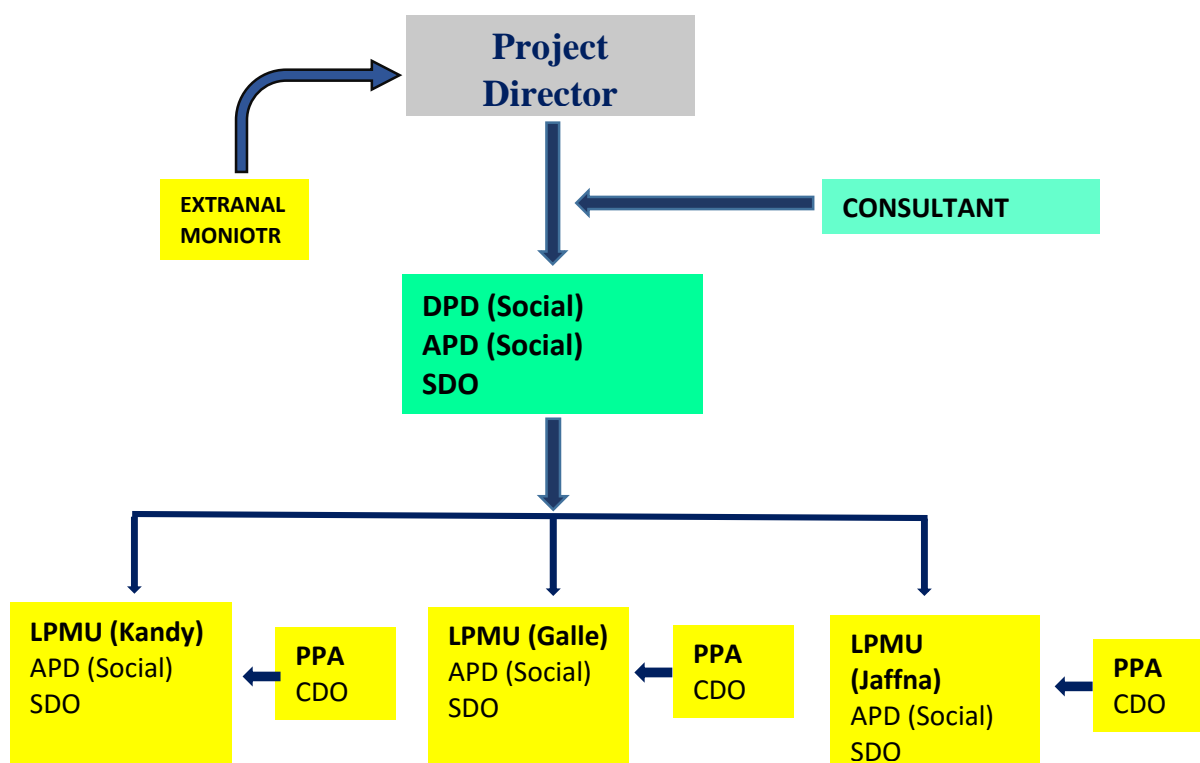 Project
Director
EXTRANAL
MONIOTR
CONSULTANT
DPD (Social)
APD (Social)
SDO
LPMU (Kandy)
APD (Social)
SDO
PPA
CDO
LPMU (Galle)
APD (Social)
SDO
PPA
CDO
LPMU
(Jaffna)
APD (Social)
SDO
PPA
CDO